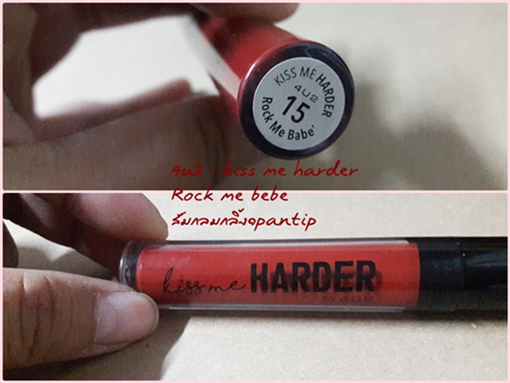 KISS ME HARDER
4U2
15
Rock Me Babe'
4u2 : kiss me harder
Rock me bebe
ริมกลมกลิ้ง@pantip
kiss me HARDER
BY 4U2